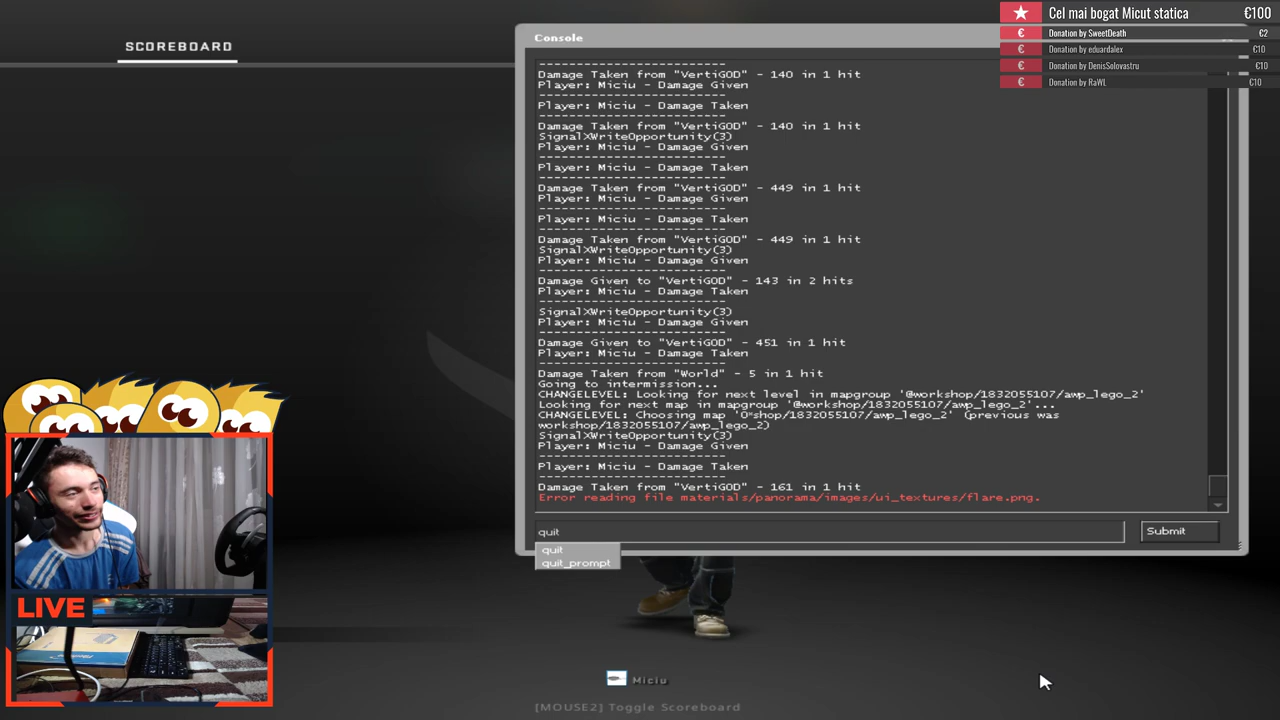 SCOREBOARD
Console
Cel mai bogat Micut statica €100
€ Donation by SweetDeath €2
€ Donation by eduardalex €10
€ Donation by DenisSolovastru €10
€ Donation by RaWL €10
------------------------
Damage Taken from "VertiGOD" - 140 in 1 hit
Player: Miciu - Damage Given
------------------------
Player: Miciu - Damage Taken
------------------------
Damage Taken from "VertiGOD" - 140 in 1 hit
SignalXWriteOpportunity(3)
Player: Miciu - Damage Given
------------------------
Player: Miciu - Damage Taken
------------------------
Damage Taken from "VertiGOD" - 449 in 1 hit
Player: Miciu - Damage Given
------------------------
Player: Miciu - Damage Taken
------------------------
Damage Taken from "VertiGOD" - 449 in 1 hit
SignalXWriteOpportunity(3)
Player: Miciu - Damage Given
------------------------
Damage Given to "VertiGOD" - 143 in 2 hits
Player: Miciu - Damage Taken
------------------------
SignalXWriteOpportunity(3)
Player: Miciu - Damage Given
------------------------
Damage Given to "VertiGOD" - 451 in 1 hit
Player: Miciu - Damage Taken
------------------------
Damage Taken from "World" - 5 in 1 hit
Going to intermission...
CHANGELEVEL: Looking for next level in mapgroup '@workshop/1832055107/awp_lego_2'
Looking for next map in mapgroup '@workshop/1832055107/awp_lego_2'...
CHANGELEVEL: Choosing map '0*shop/1832055107/awp_lego_2' (previous was
workshop/1832055107/awp_lego_2)
SignalXWriteOpportunity(3)
Player: Miciu - Damage Given
------------------------
Player: Miciu - Damage Taken
------------------------
Damage Taken from "VertiGOD" - 161 in 1 hit
Error reading file materials/panorama/images/ui_textures/flare.png.
quit
Submit
quit
quit_prompt
LIVE
Miciu
[MOUSE2] Toggle Scoreboard